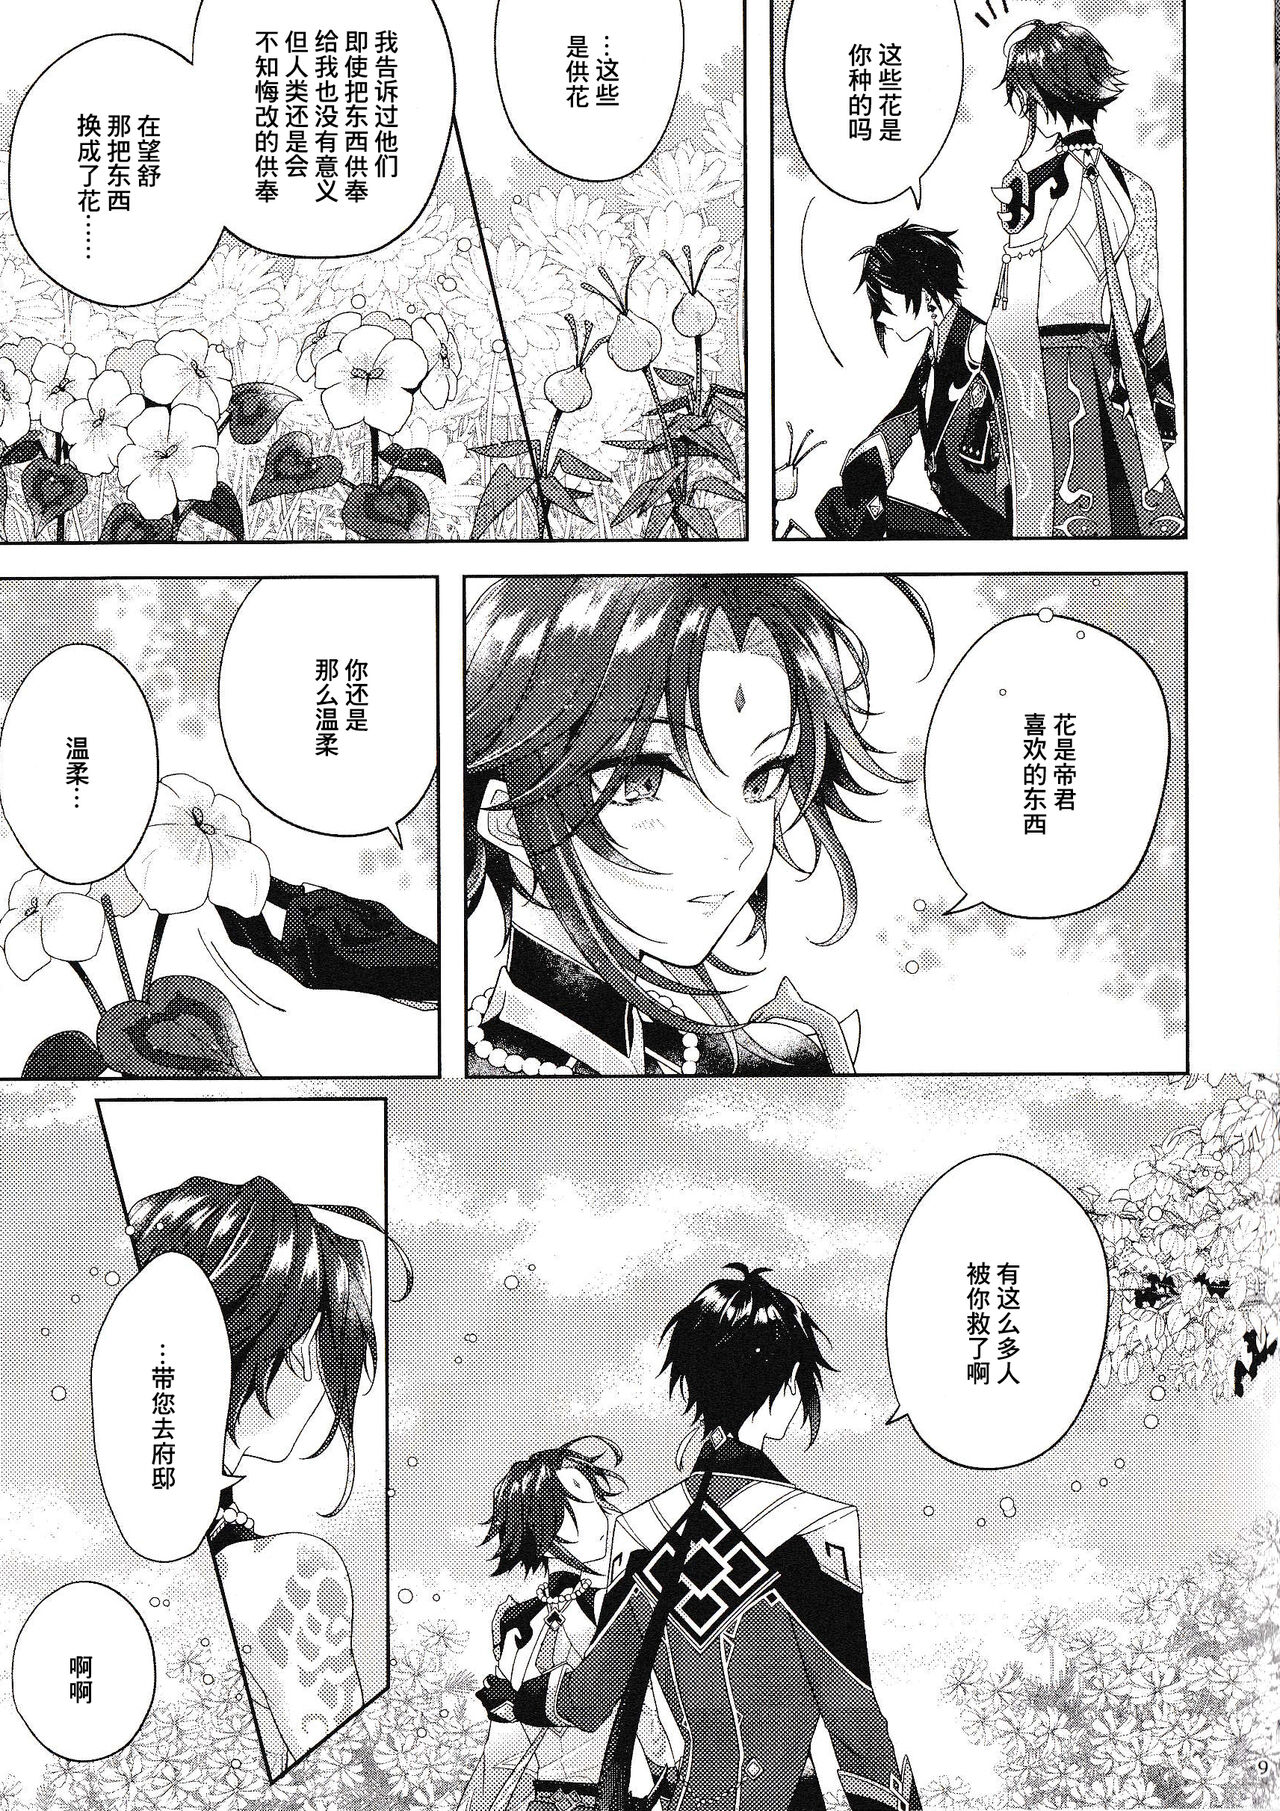 这些花是
你种的吗
…这些
是供花
我告诉过他们
即使把东西供奉
给我也没有意义
但人类还是会
不知悔改的供奉
在望舒
那把东西
换成了花……
花是帝君
喜欢的东西
你还是
那么温柔
温柔…
有这么多人
被你救了啊
…带您去府邸
啊啊
9